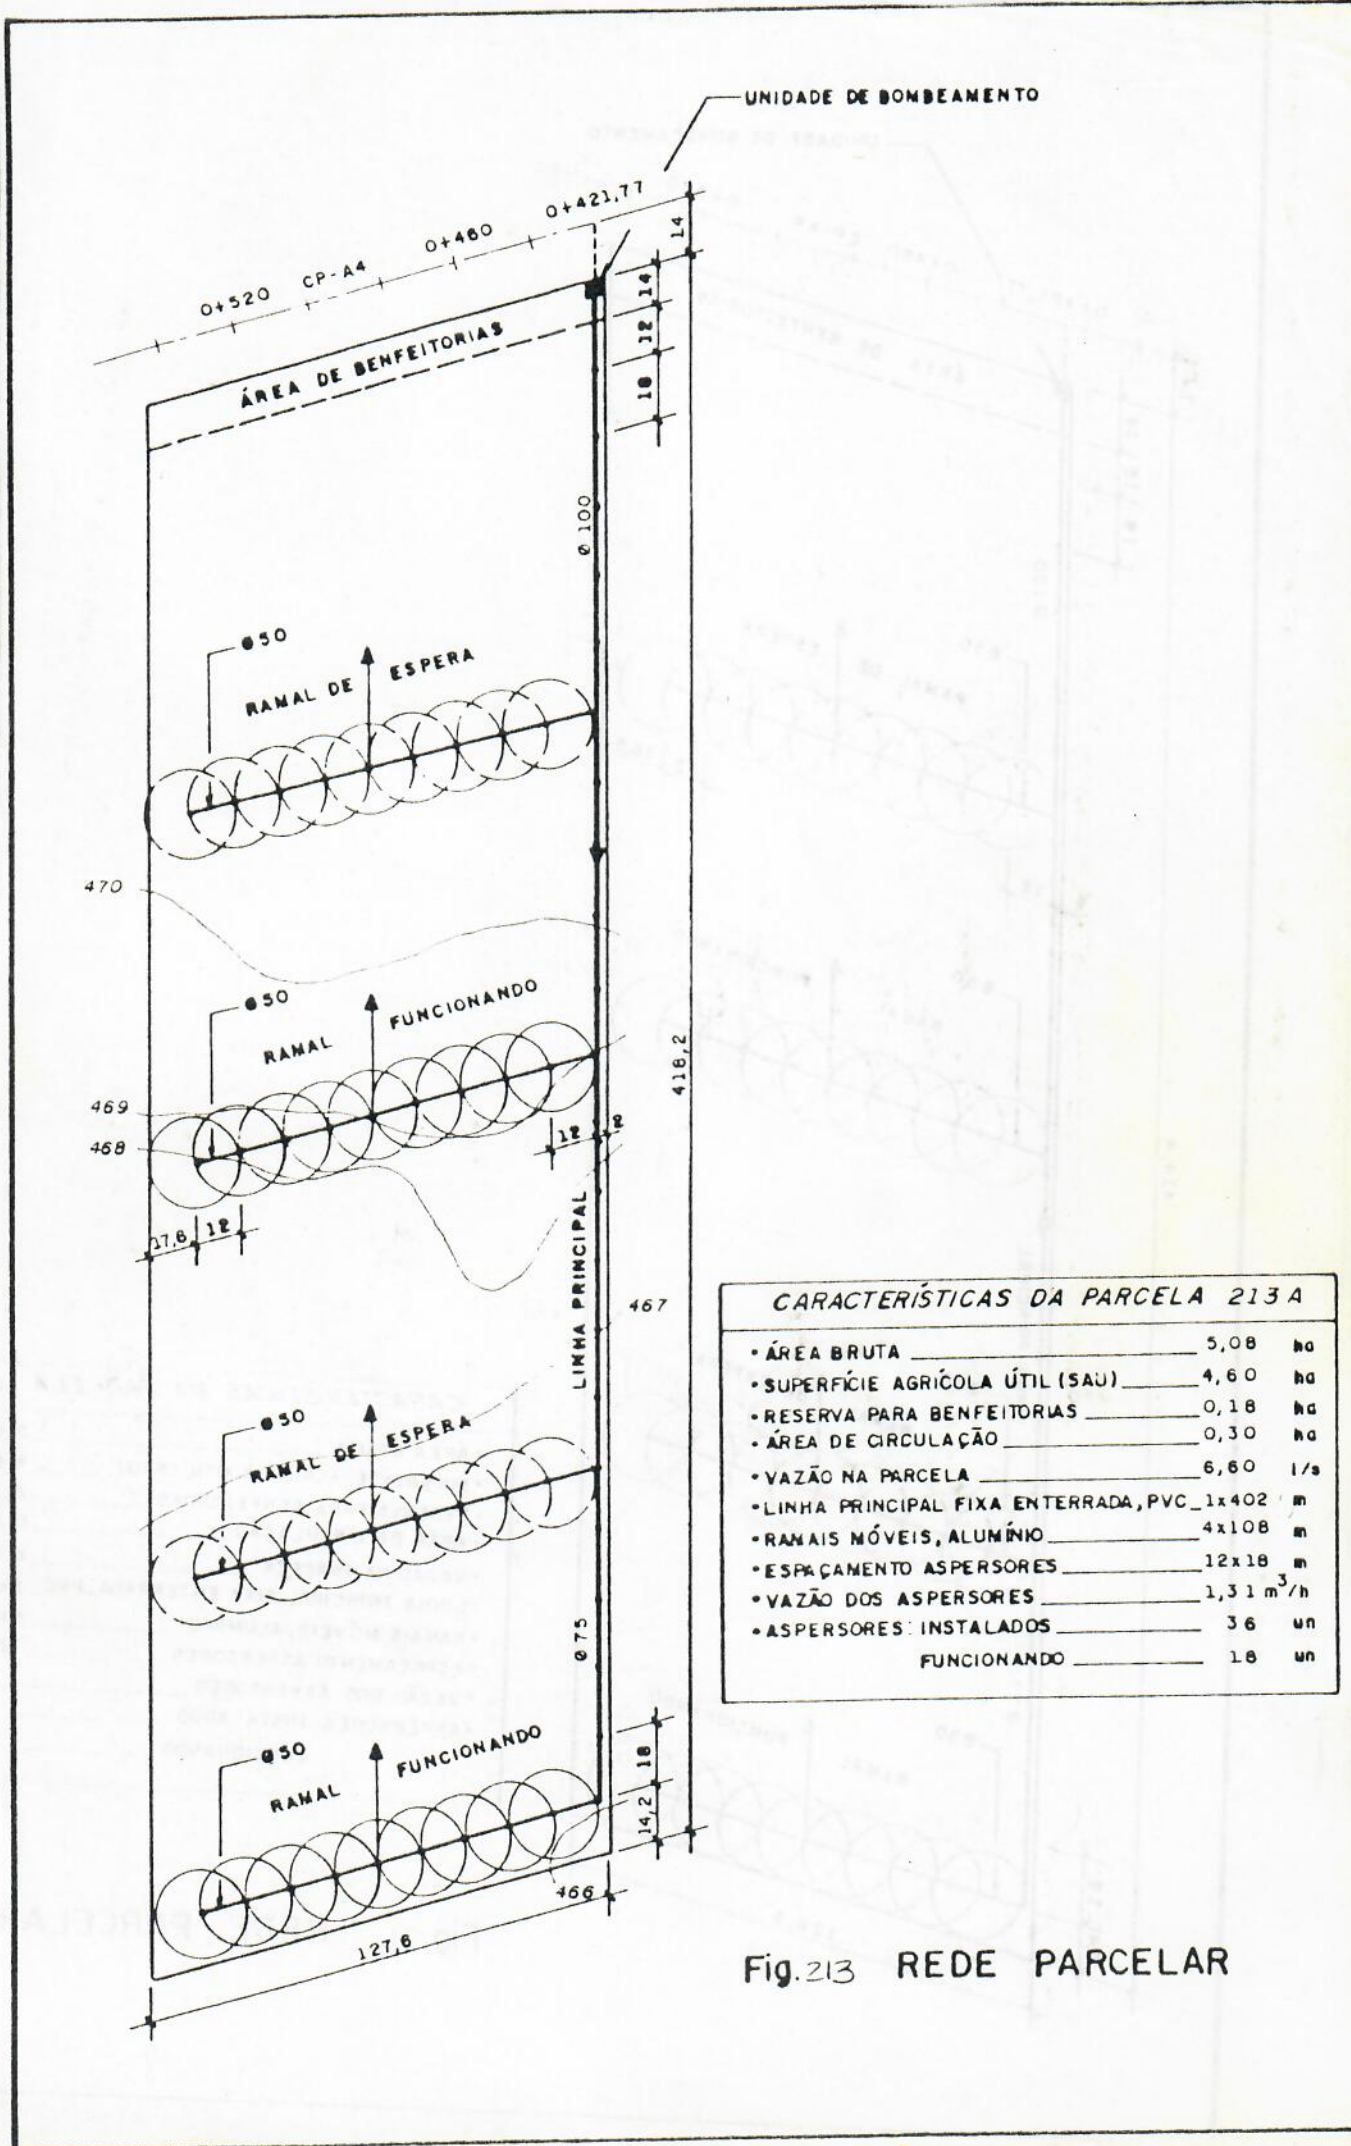 UNIDADE DE BOMBEAMENTO
0+421,77
0+460
CP-A4
0+520
14
14
12
18
ÁREA DE BENFEITORIAS
Ø 100
Ø50
RAMAL DE ESPERA
470
Ø50
RAMAL FUNCIONANDO
418,2
469
468
12
2
17,6
12
LINHA PRINCIPAL
467
Ø50
RAMAL DE ESPERA
Ø75
Ø50
RAMAL FUNCIONANDO
18
14,2
466
127,6
CARACTERÍSTICAS DA PARCELA 213A
• ÁREA BRUTA 5,08 ha
• SUPERFÍCIE AGRÍCOLA ÚTIL (SAU) 4,60 ha
• RESERVA PARA BENFEITORIAS 0,18 ha
• ÁREA DE CIRCULAÇÃO 0,30 ha
• VAZÃO NA PARCELA 6,60 l/s
• LINHA PRINCIPAL FIXA ENTERRADA, PVC 1x402 m
• RAMAIS MÓVEIS, ALUMÍNIO 4x108 m
• ESPAÇAMENTO ASPERSORES 12x18 m
• VAZÃO DOS ASPERSORES 1,31 m³/h
• ASPERSORES: INSTALADOS 36 un
FUNCIONANDO 18 un
Fig.213 REDE PARCELAR